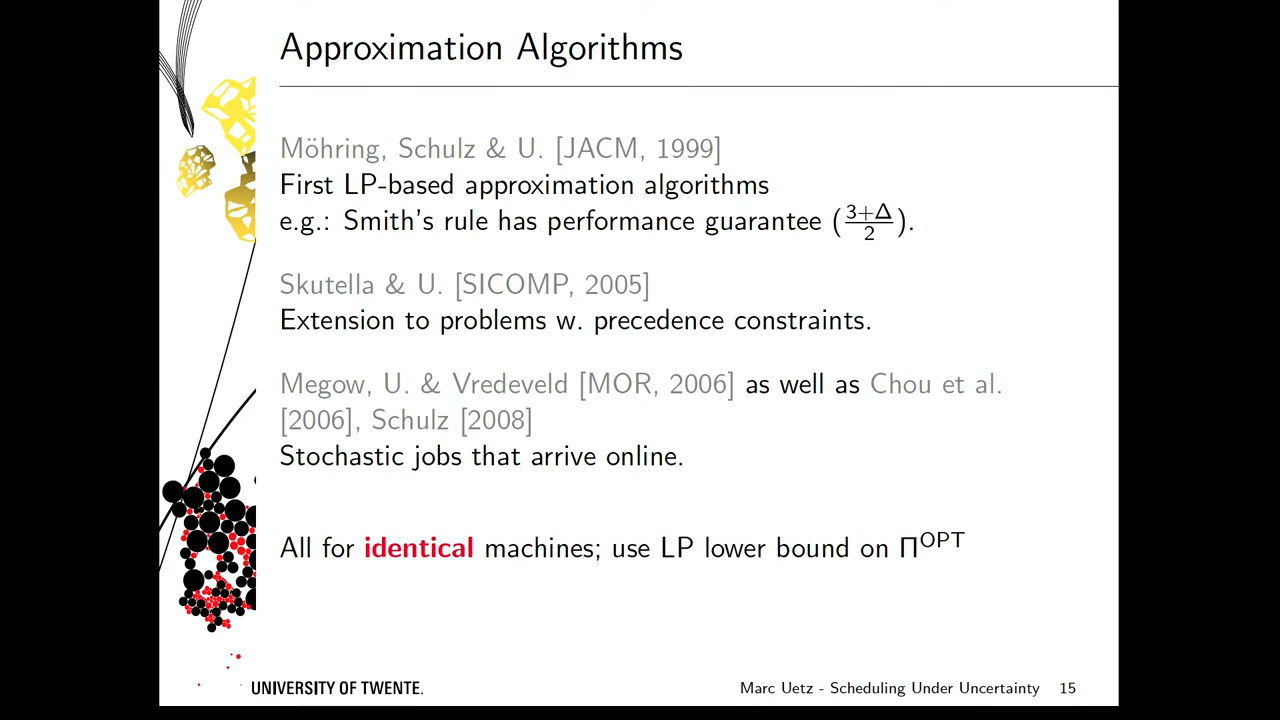 Approximation Algorithms
Möhring, Schulz & U. [JACM, 1999]
First LP-based approximation algorithms
e.g.: Smith's rule has performance guarantee (3+Δ/2).
Skutella & U. [SICOMP, 2005]
Extension to problems w. precedence constraints.
Megow, U. & Vredeveld [MOR, 2006] as well as Chou et al.
[2006], Schulz [2008]
Stochastic jobs that arrive online.
All for identical machines; use LP lower bound on Π^OPT
UNIVERSITY OF TWENTE.
Marc Uetz - Scheduling Under Uncertainty 15